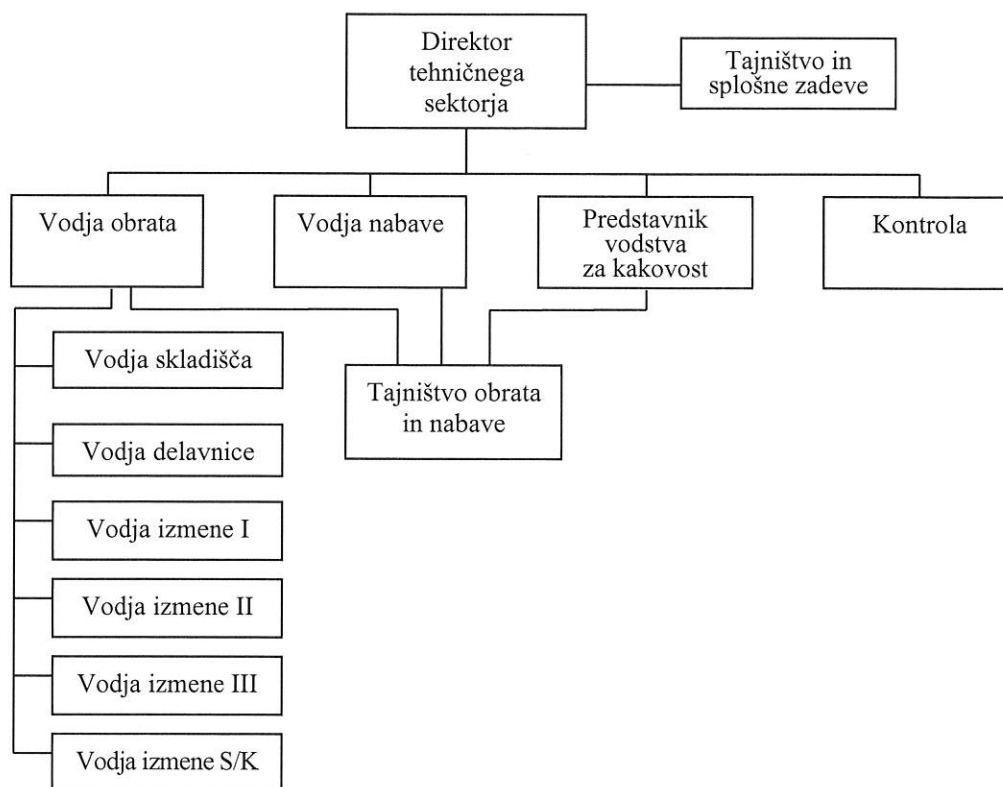 Direktor
tehničnega
sektorja
Tajništvo in
splošne zadeve
Vodja obrata
Vodja nabave
Predstavnik
vodstva
za kakovost
Kontrola
Vodja skladišča
Tajništvo obrata
in nabave
Vodja delavnice
Vodja izmene I
Vodja izmene II
Vodja izmene III
Vodja izmene S/K